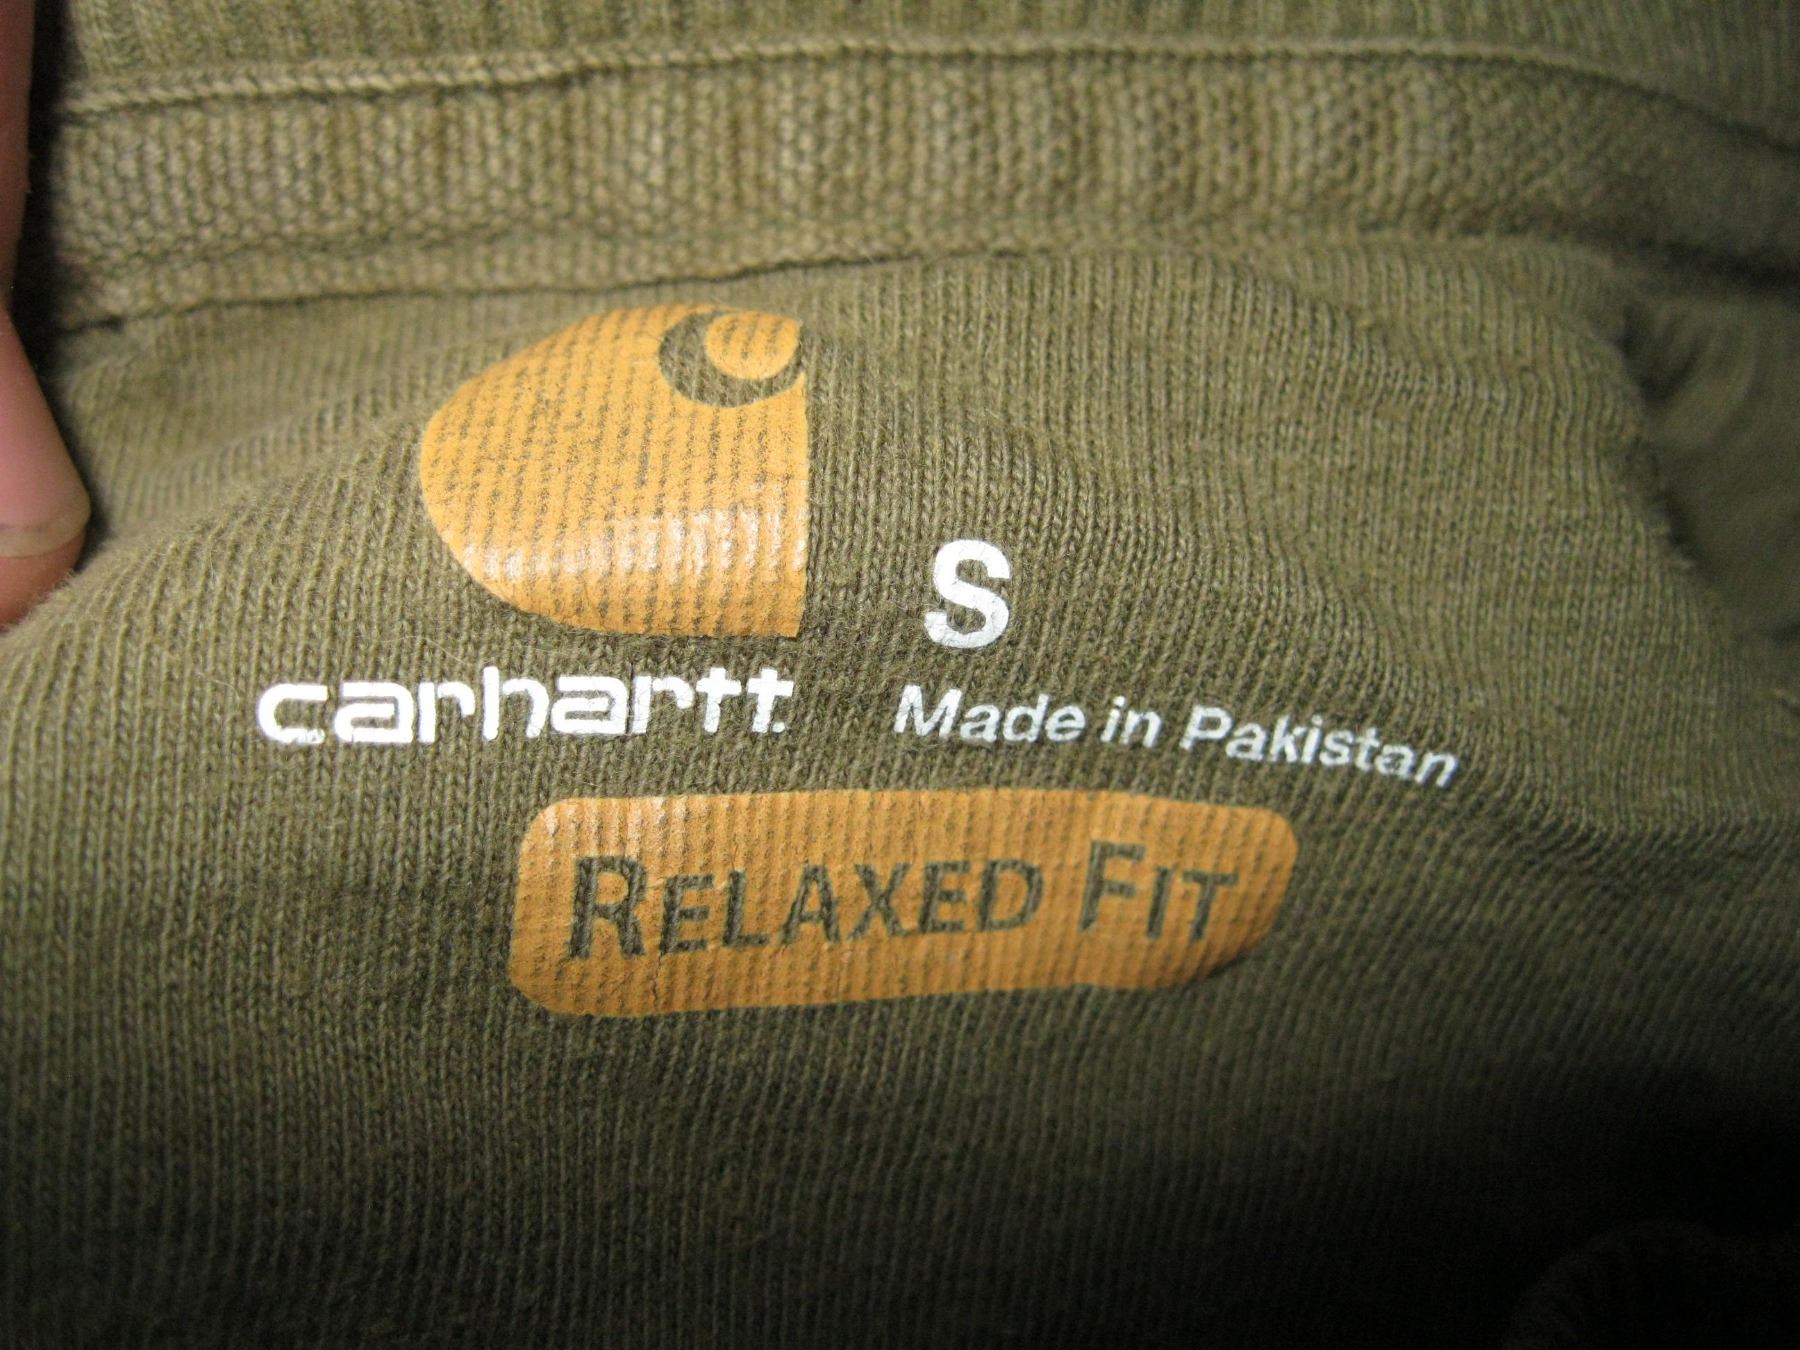 S
carhartt.
Made in Pakistan
RELAXED FIT